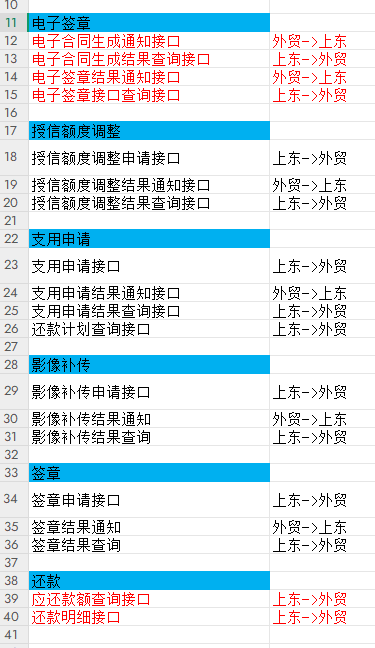 10
11 电子签章
12 电子合同生成通知接口 外贸->上东
13 电子合同生成结果查询接口 上东->外贸
14 电子签章结果通知接口 外贸->上东
15 电子签章接口查询接口 上东->外贸
16
17 授信额度调整
18 授信额度调整申请接口 上东->外贸
19 授信额度调整结果通知接口 外贸->上东
20 授信额度调整结果查询接口 上东->外贸
21
22 支用申请
23 支用申请接口 上东->外贸
24 支用申请结果通知接口 外贸->上东
25 支用申请结果查询接口 上东->外贸
26 还款计划查询接口 上东->外贸
27
28 影像补传
29 影像补传申请接口 上东->外贸
30 影像补传结果通知 外贸->上东
31 影像补传结果查询 上东->外贸
32
33 签章
34 签章申请接口 上东->外贸
35 签章结果通知 外贸->上东
36 签章结果查询 上东->外贸
37
38 还款
39 应还款额查询接口 上东->外贸
40 还款明细接口 上东->外贸
41